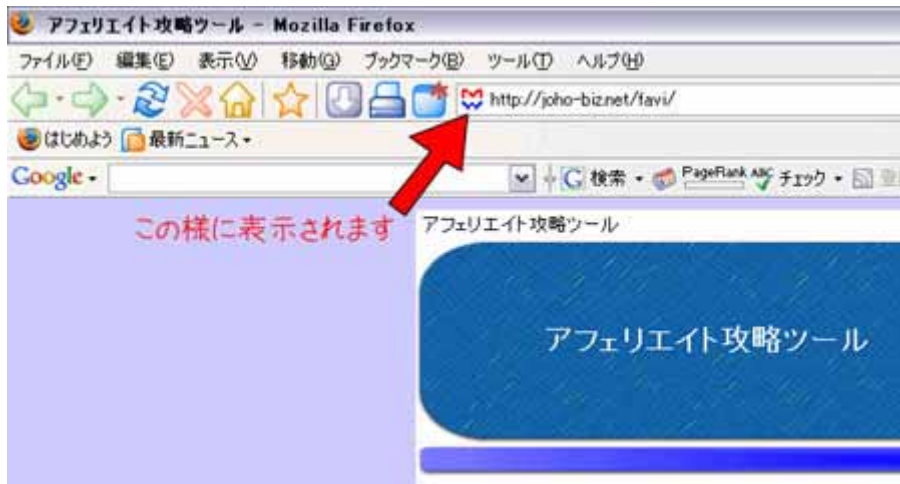 アフェリエイト攻略ツール - Mozilla Firefox
ファイル(F) 編集(E) 表示(V) 移動(G) ブックマーク(B) ツール(T) ヘルプ(H)
http://joho-biz.net/favi/
はじめよう 最新ニュース
Google 検索 PageRank ABC チェック
この様に表示されます
アフェリエイト攻略ツール
アフェリエイト攻略ツール